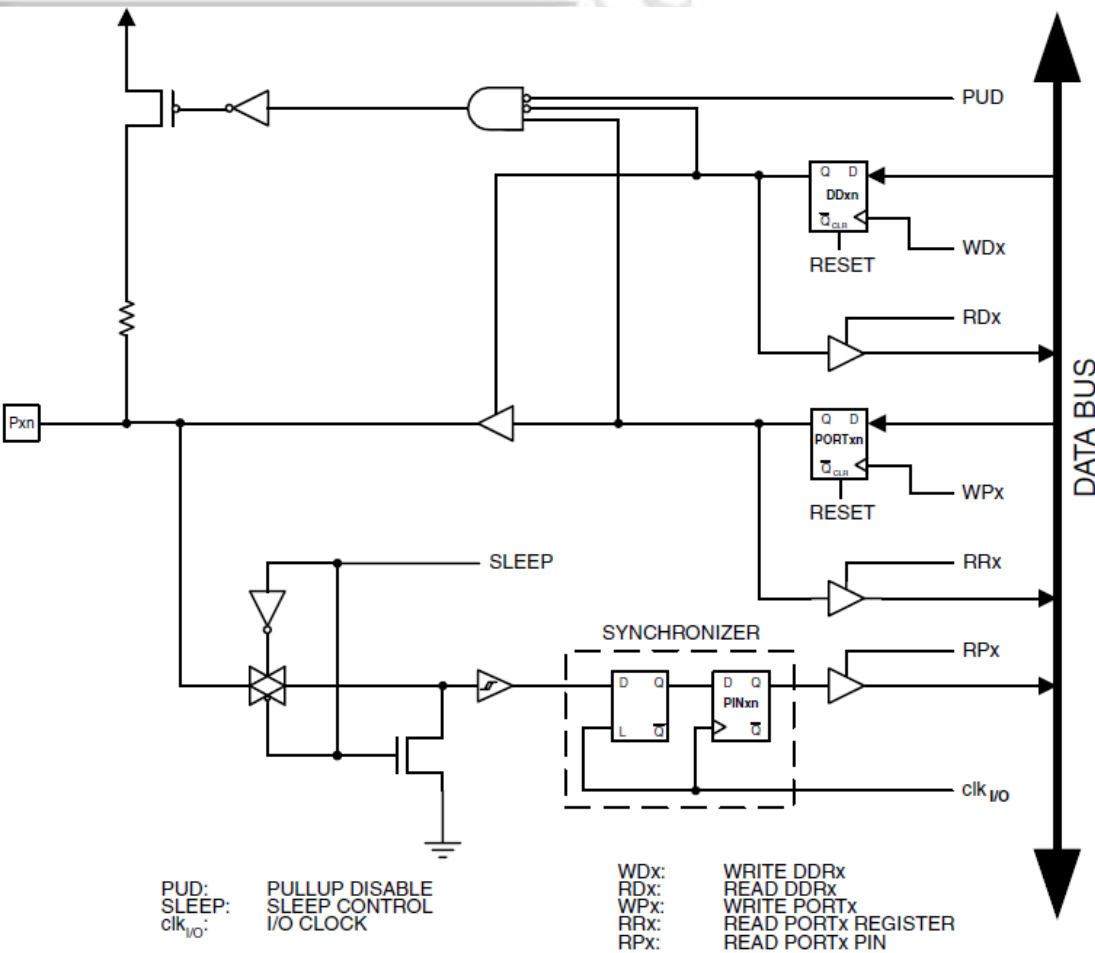 PUD
Q D
DDxn
Q CLR
WDx
RESET
RDx
DATA BUS
Pxn
Q D
PORTxn
Q CLR
WPx
RESET
SLEEP
RRx
SYNCHRONIZER
RPx
D Q
L Q
D Q
PINxn
Q
clk I/O
PUD: PULLUP DISABLE
SLEEP: SLEEP CONTROL
clk I/O: I/O CLOCK
WDx: WRITE DDRx
RDx: READ DDRx
WPx: WRITE PORTx
RRx: READ PORTx REGISTER
RPx: READ PORTx PIN